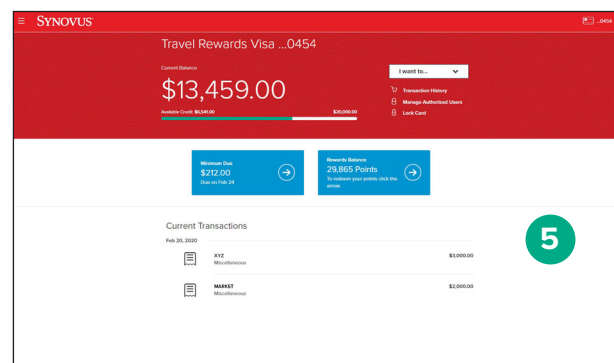 SYNOVUS
...0454
Travel Rewards Visa ...0454
Current Balance
$13,459.00
Available Credit: $6,541.00
$20,000.00
I want to...
Transaction History
Manage Authorized Users
Lock Card
Minimum Due
$212.00
Due on Feb 24
Rewards Balance
29,865 Points
To redeem your points click the
arrow.
Current Transactions
Feb 20, 2020
XYZ
Miscellaneous
$3,000.00
MARKET
Miscellaneous
$2,000.00
5